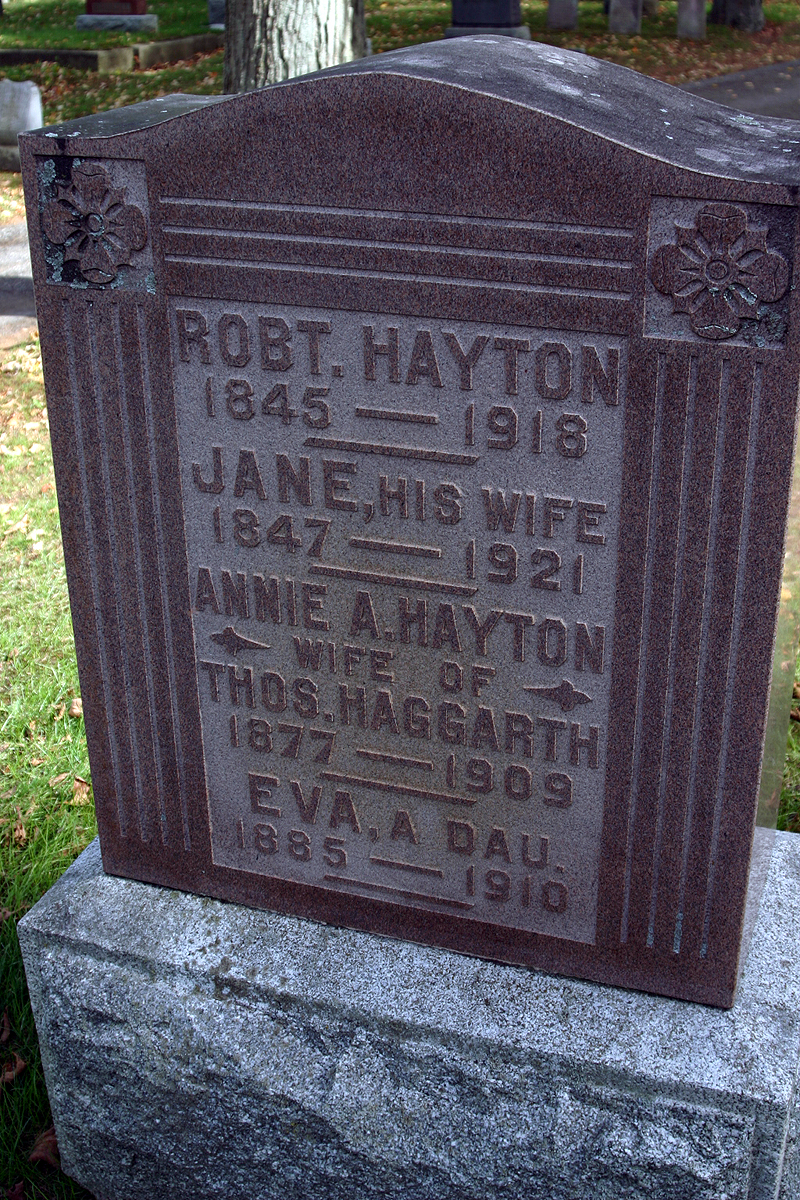 ROBT. HAYTON
1845 — 1918
JANE, HIS WIFE
1847 — 1921
ANNIE A. HAYTON
WIFE OF
THOS. HAGGARTH
1877 — 1909
EVA, A DAU.
1885 — 1910